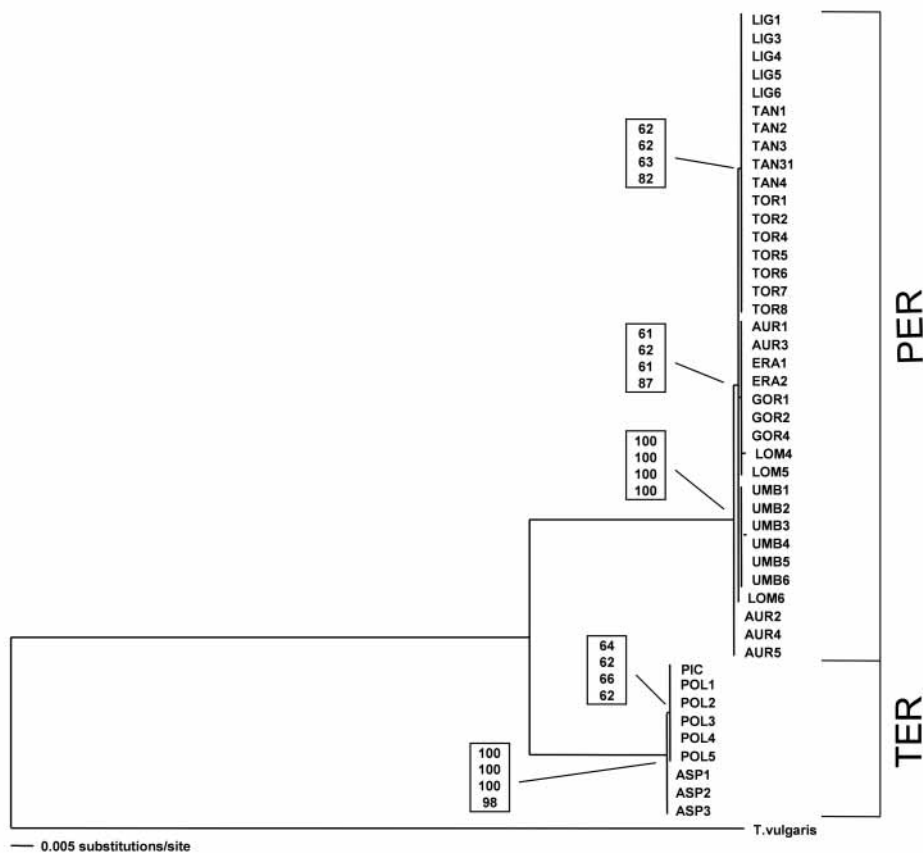 LIG1
LIG3
LIG4
LIG5
LIG6
TAN1
TAN2
TAN3
TAN31
TAN4
TOR1
TOR2
TOR4
TOR5
TOR6
TOR7
TOR8
AUR1
AUR3
ERA1
ERA2
GOR1
GOR2
GOR4
LOM4
LOM5
UMB1
UMB2
UMB3
UMB4
UMB5
UMB6
LOM6
AUR2
AUR4
AUR5
PIC
POL1
POL2
POL3
POL4
POL5
ASP1
ASP2
ASP3
T.vulgaris
62
62
63
82
61
62
61
87
100
100
100
100
64
62
66
62
100
100
100
98
PER
TER
0.005 substitutions/site